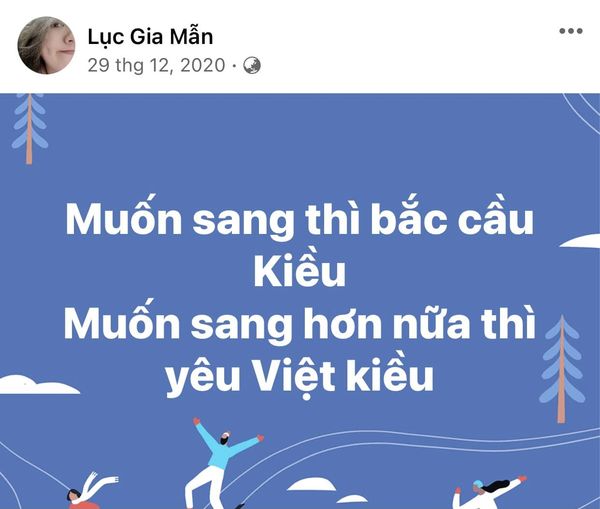 Lục Gia Mẫn
29 thg 12, 2020 ·
Muốn sang thì bắc cầu
Kiều
Muốn sang hơn nữa thì
yêu Việt kiều